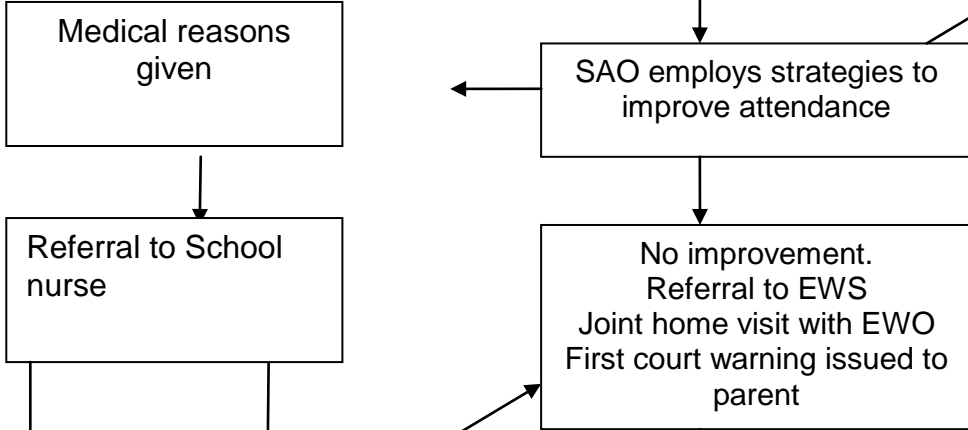 Medical reasons
given
SAO employs strategies to
improve attendance
Referral to School
nurse
No improvement.
Referral to EWS
Joint home visit with EWO
First court warning issued to
parent